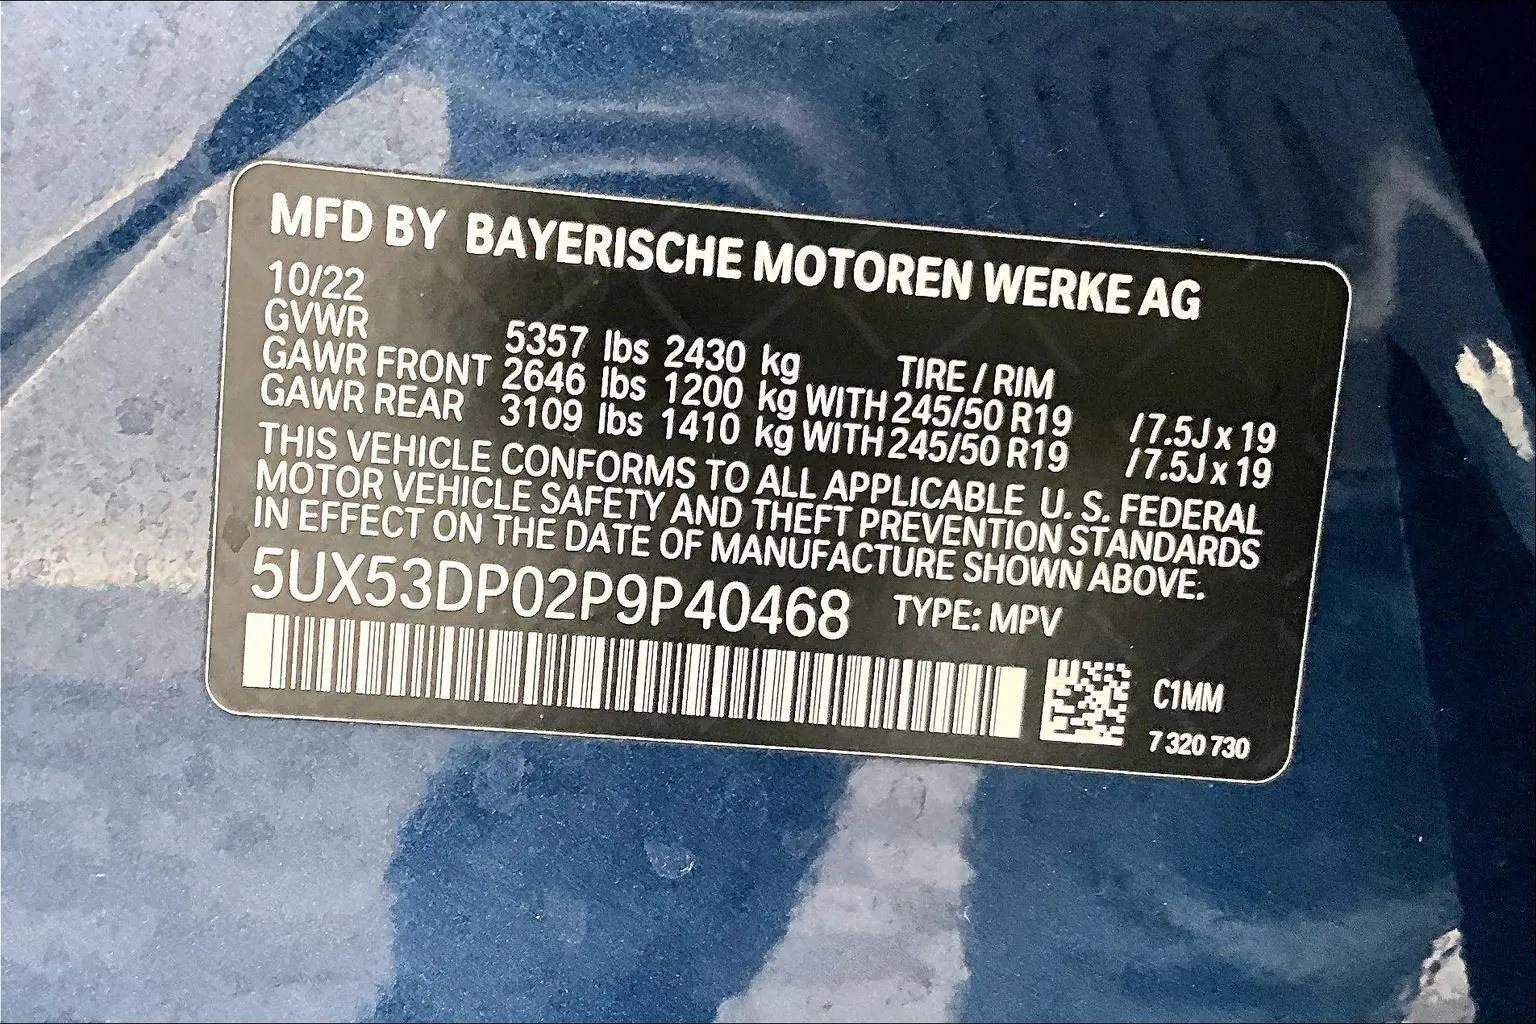 MFD BY BAYERISCHE MOTOREN WERKE AG
10/22
GVWR 5357 lbs 2430 kg TIRE / RIM
GAWR FRONT 2646 lbs 1200 kg WITH 245/50 R19 / 7.5J x 19
GAWR REAR 3109 lbs 1410 kg WITH 245/50 R19 / 7.5J x 19
THIS VEHICLE CONFORMS TO ALL APPLICABLE U. S. FEDERAL
MOTOR VEHICLE SAFETY AND THEFT PREVENTION STANDARDS
IN EFFECT ON THE DATE OF MANUFACTURE SHOWN ABOVE.
5UX53DP02P9P40468 TYPE: MPV
C1MM
7 320 730